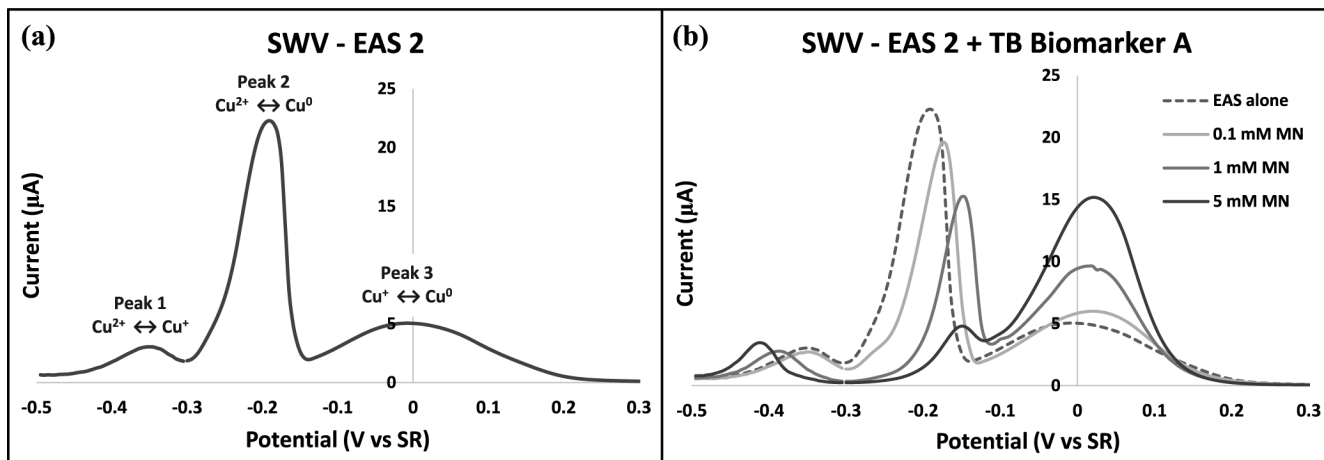 (a)
SWV - EAS 2
Peak 2
Cu²⁺ ↔ Cu⁰
Peak 1
Cu²⁺ ↔ Cu⁺
Peak 3
Cu⁺ ↔ Cu⁰
25
20
15
10
5
0
-0.5
-0.4
-0.3
-0.2
-0.1
0
0.1
0.2
0.3
Current (μA)
Potential (V vs SR)
(b)
SWV - EAS 2 + TB Biomarker A
EAS alone
0.1 mM MN
1 mM MN
5 mM MN
25
20
15
10
5
0
-0.5
-0.4
-0.3
-0.2
-0.1
0
0.1
0.2
0.3
Current (μA)
Potential (V vs SR)